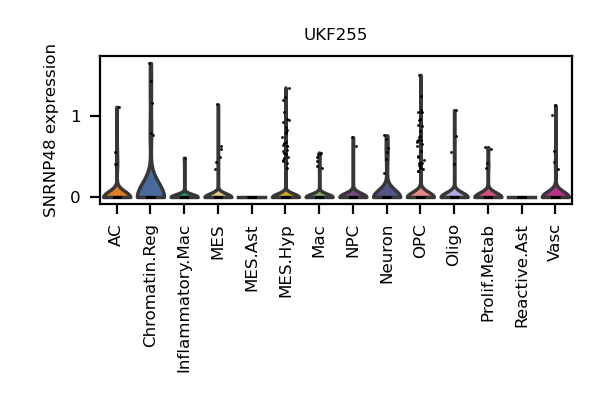 UKF255
SNRNP48 expression
1
0
AC
Chromatin.Reg
Inflammatory.Mac
MES
MES.Ast
MES.Hyp
Mac
NPC
Neuron
OPC
Oligo
Prolif.Metab
Reactive.Ast
Vasc